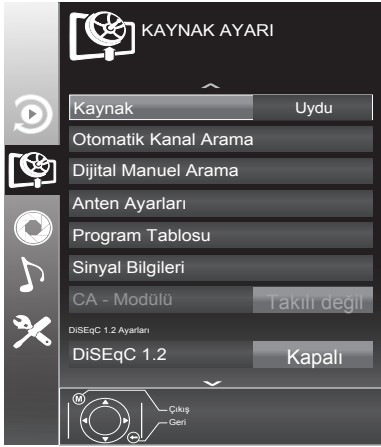 KAYNAK AYARI
Kaynak Uydu
Otomatik Kanal Arama
Dijital Manuel Arama
Anten Ayarları
Program Tablosu
Sinyal Bilgileri
CA - Modülü Takılı değil
DiSEqC 1.2 Ayarları
DiSEqC 1.2 Kapalı
M
Çıkış
Geri